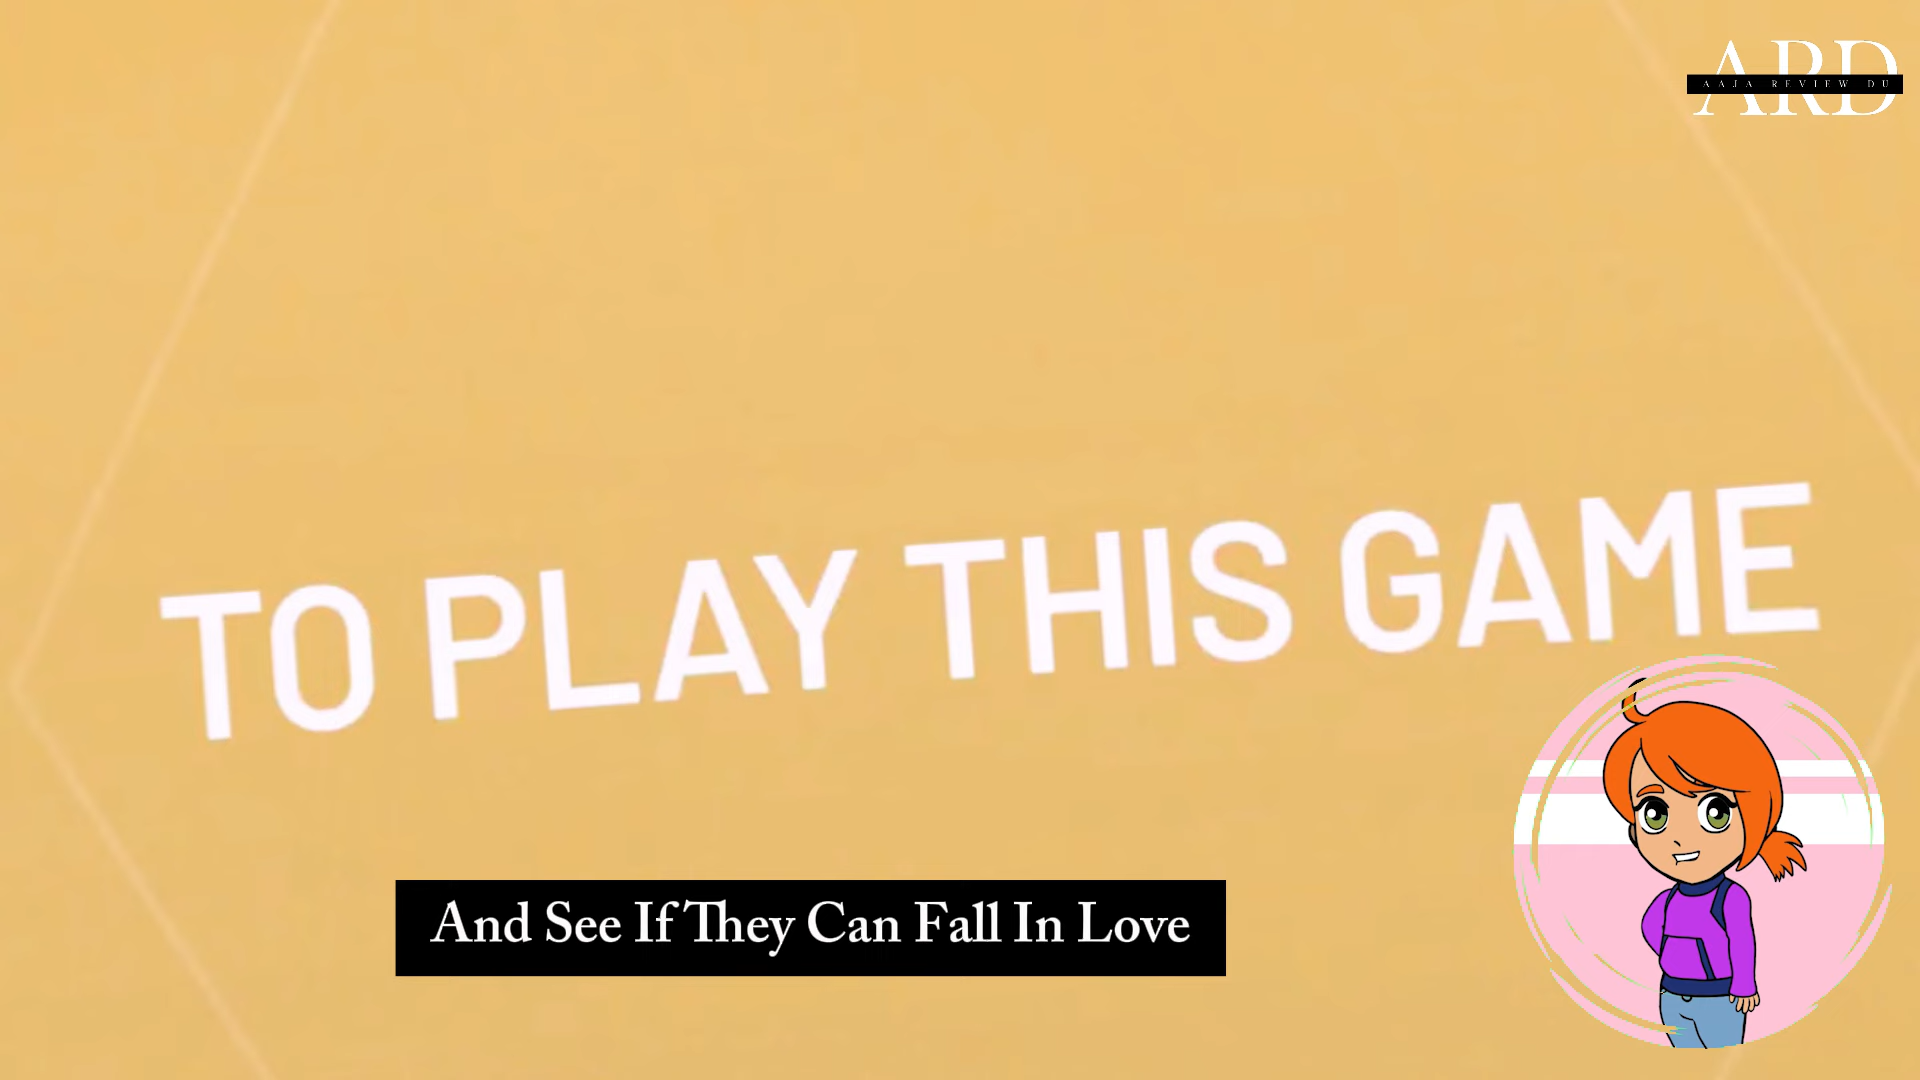 ARD
AAJA REVIEW DU
TO PLAY THIS GAME
And See If They Can Fall In Love